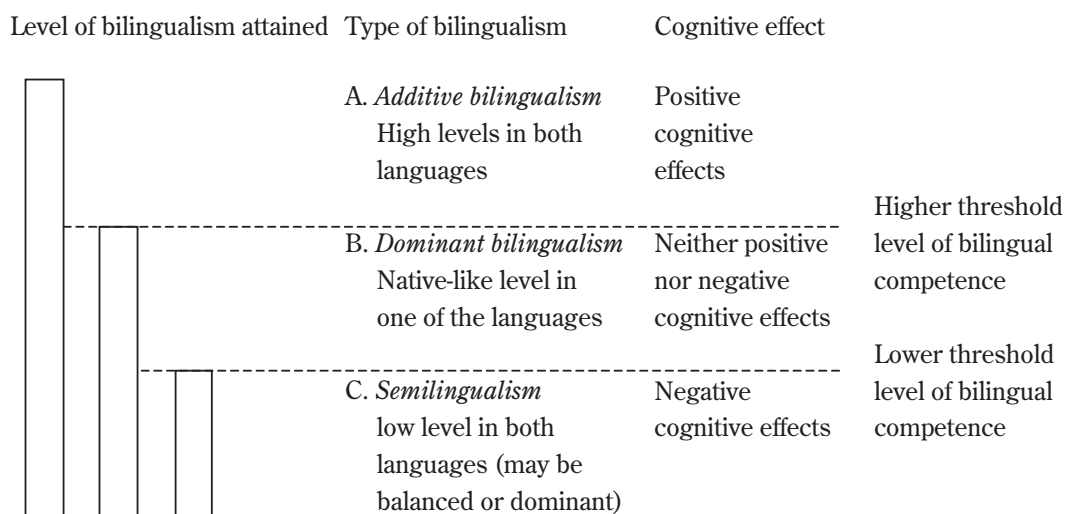 Level of bilingualism attained Type of bilingualism Cognitive effect
A. Additive bilingualism
High levels in both
languages
Positive
cognitive
effects
Higher threshold
level of bilingual
competence
B. Dominant bilingualism
Native-like level in
one of the languages
Neither positive
nor negative
cognitive effects
Lower threshold
level of bilingual
competence
C. Semilingualism
low level in both
languages (may be
balanced or dominant)
Negative
cognitive effects